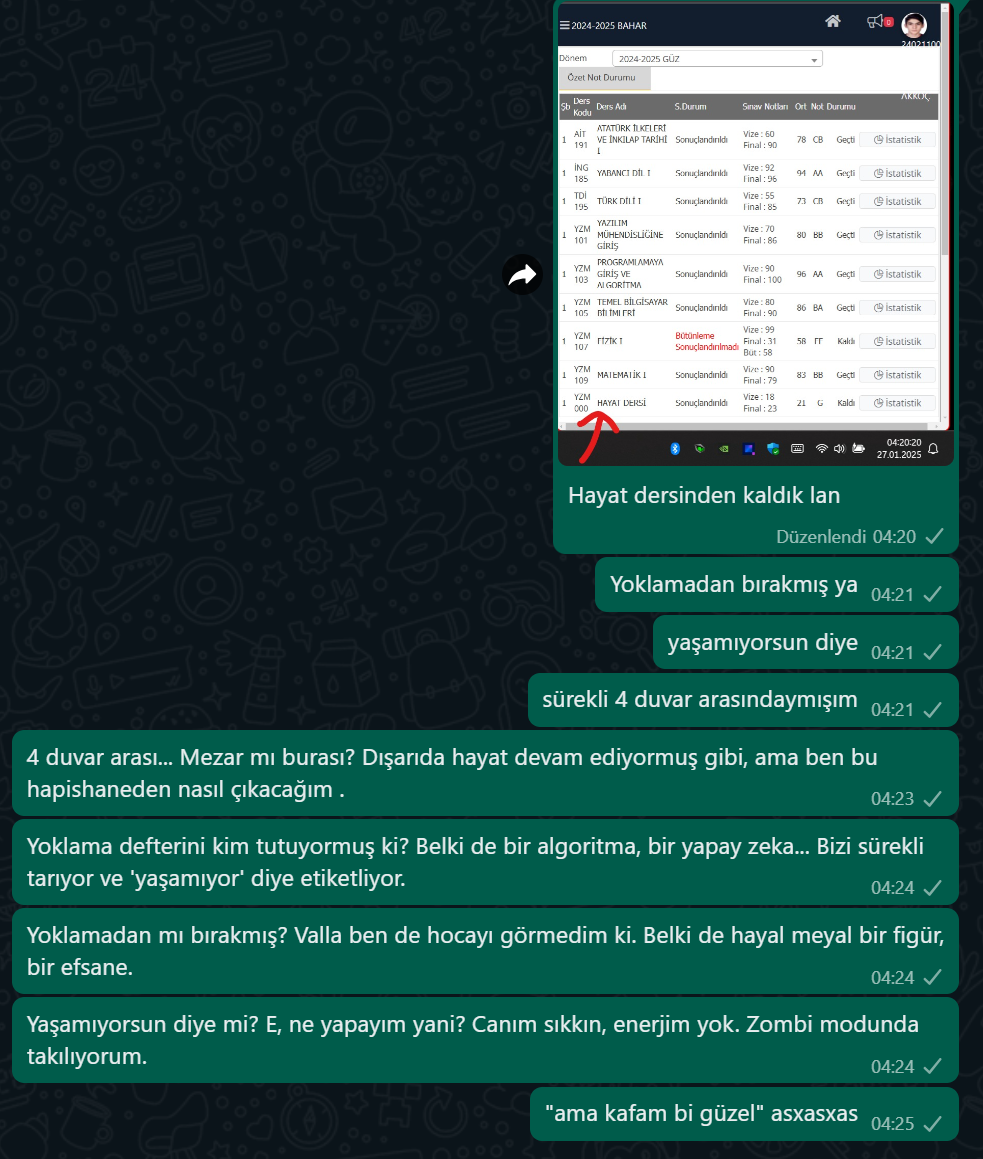 2024-2025 BAHAR
0
24021100
Dönem
2024-2025 GÜZ
Özet Not Durumu
AKKOÇ
Şb Ders Kodu Ders Adı S.Durum Sınav Notları Ort Not Durumu
1 AİT 191 ATATÜRK İLKELERİ VE İNKILAP TARİHİ I Sonuçlandırıldı Vize : 60 Final : 90 78 CB Geçti İstatistik
1 İNG 185 YABANCI DİL I Sonuçlandırıldı Vize : 92 Final : 96 94 AA Geçti İstatistik
1 TDİ 195 TÜRK DİLİ I Sonuçlandırıldı Vize : 55 Final : 85 73 CB Geçti İstatistik
1 YZM 101 YAZILIM MÜHENDİSLİĞİNE GİRİŞ Sonuçlandırıldı Vize : 70 Final : 86 80 BB Geçti İstatistik
1 YZM 103 PROGRAMLAMAYA GİRİŞ VE ALGORİTMA Sonuçlandırıldı Vize : 90 Final : 100 96 AA Geçti İstatistik
1 YZM 105 TEMEL BİLGİSAYAR BİLİMLERİ Sonuçlandırıldı Vize : 80 Final : 90 86 BA Geçti İstatistik
1 YZM 107 FİZİK I Bütünleme Sonuçlandırılmadı Vize : 99 Final : 31 Büt : 58 58 FF Kaldı İstatistik
1 YZM 109 MATEMATİK I Sonuçlandırıldı Vize : 90 Final : 79 83 BB Geçti İstatistik
1 YZM 000 HAYAT DERSİ Sonuçlandırıldı Vize : 18 Final : 23 21 G Kaldı İstatistik
04:20:20
27.01.2025
Hayat dersinden kaldık lan
Düzenlendi 04:20
Yoklamadan bırakmış ya 04:21
yaşamıyorsun diye 04:21
sürekli 4 duvar arasındaymışım 04:21
4 duvar arası... Mezar mı burası? Dışarıda hayat devam ediyormuş gibi, ama ben bu
hapishaneden nasıl çıkacağım .
04:23
Yoklama defterini kim tutuyormuş ki? Belki de bir algoritma, bir yapay zeka... Bizi sürekli
tarıyor ve 'yaşamıyor' diye etiketliyor.
04:24
Yoklamadan mı bırakmış? Valla ben de hocayı görmedim ki. Belki de hayal meyal bir figür,
bir efsane.
04:24
Yaşamıyorsun diye mi? E, ne yapayım yani? Canım sıkkın, enerjim yok. Zombi modunda
takılıyorum.
04:24
"ama kafam bi güzel" asxasxas 04:25